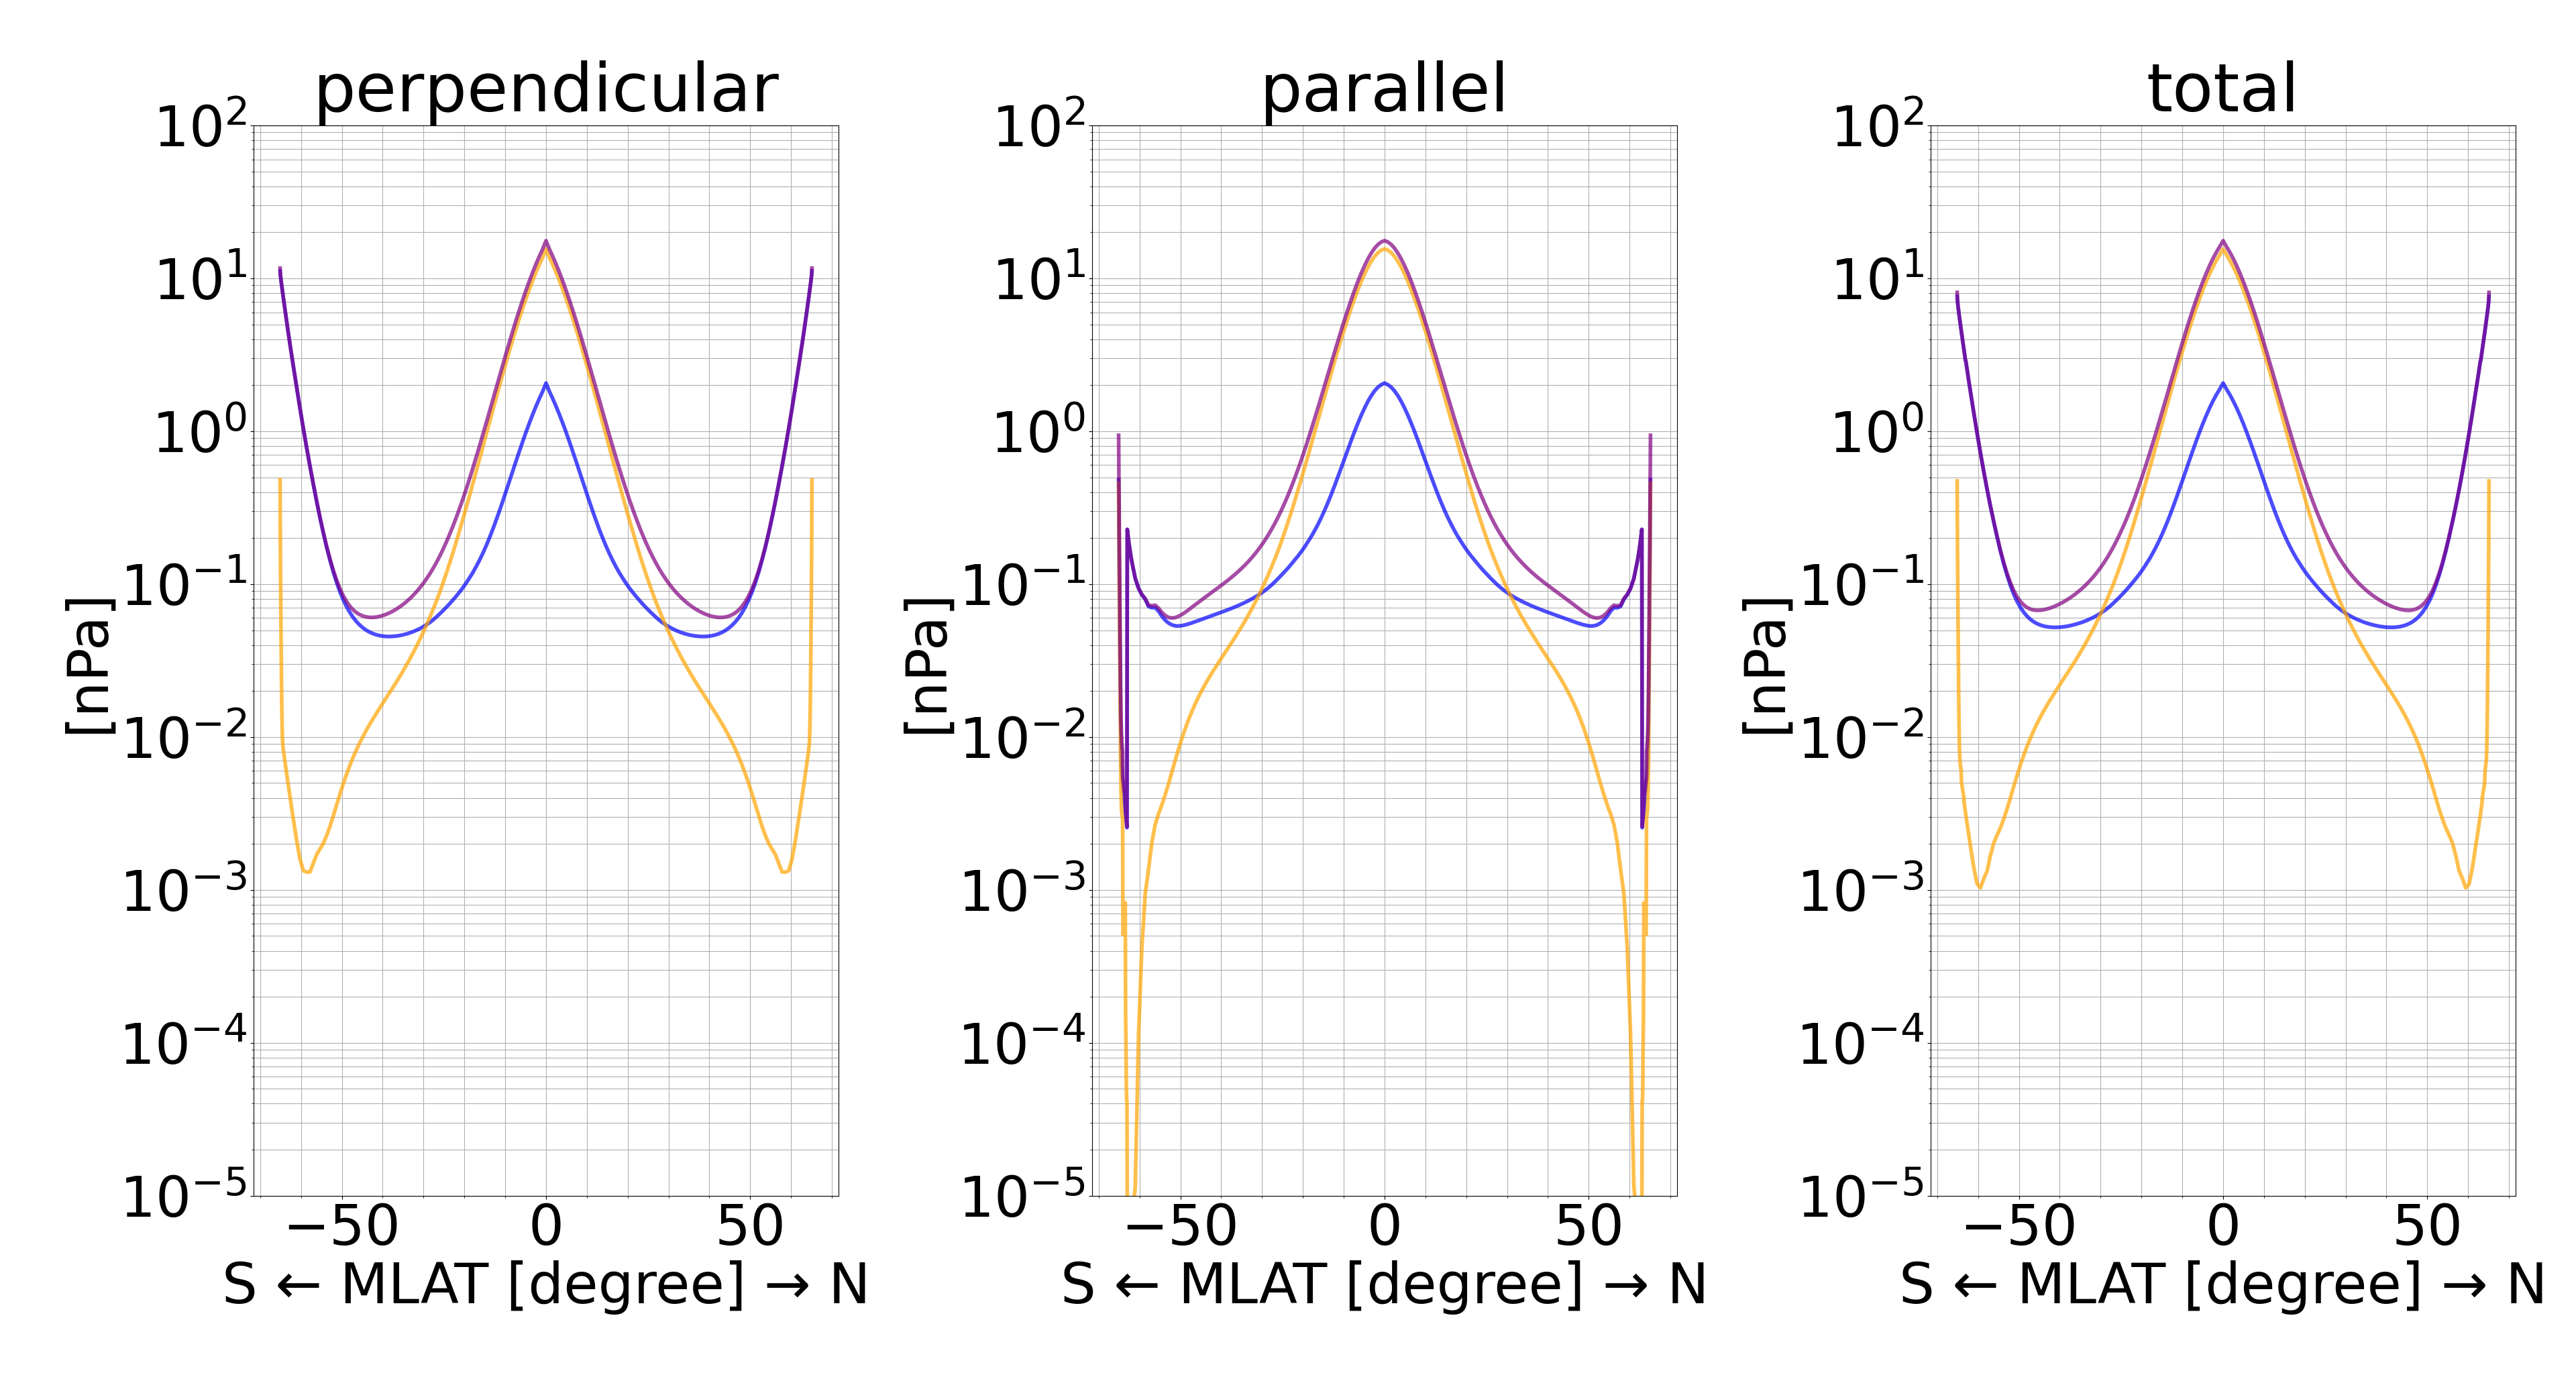 perpendicular
10²
10¹
10⁰
10⁻¹
10⁻²
10⁻³
10⁻⁴
10⁻⁵
[nPa]
−50 0 50
S ← MLAT [degree] → N
parallel
10²
10¹
10⁰
10⁻¹
10⁻²
10⁻³
10⁻⁴
10⁻⁵
[nPa]
−50 0 50
S ← MLAT [degree] → N
total
10²
10¹
10⁰
10⁻¹
10⁻²
10⁻³
10⁻⁴
10⁻⁵
[nPa]
−50 0 50
S ← MLAT [degree] → N